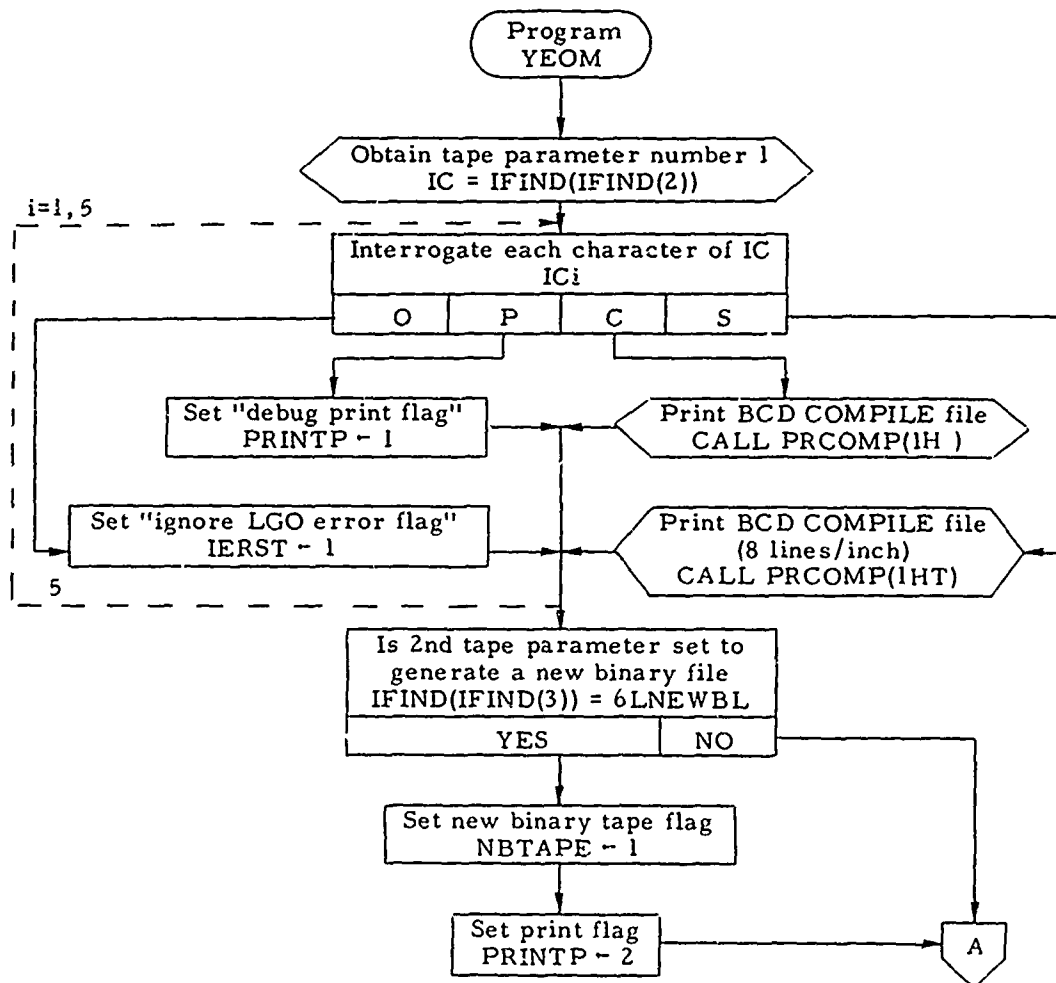 Program
YEOM
Obtain tape parameter number 1
IC = IFIND(IFIND(2))
i=1, 5
Interrogate each character of IC
ICi
O P C S
Set "debug print flag"
PRINTP ← 1
Print BCD COMPILE file
CALL PRCOMP(1H )
Set "ignore LGO error flag"
IERST ← 1
Print BCD COMPILE file
(8 lines/inch)
CALL PRCOMP(1HT)
5
Is 2nd tape parameter set to
generate a new binary file
IFIND(IFIND(3)) = 6LNEWBL
YES NO
Set new binary tape flag
NBTAPE ← 1
Set print flag
PRINTP ← 2
A